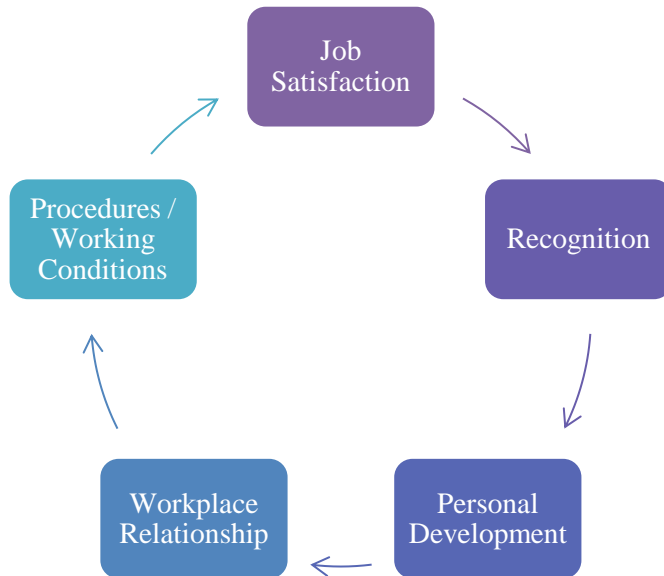 Job
Satisfaction
Recognition
Personal
Development
Workplace
Relationship
Procedures /
Working
Conditions